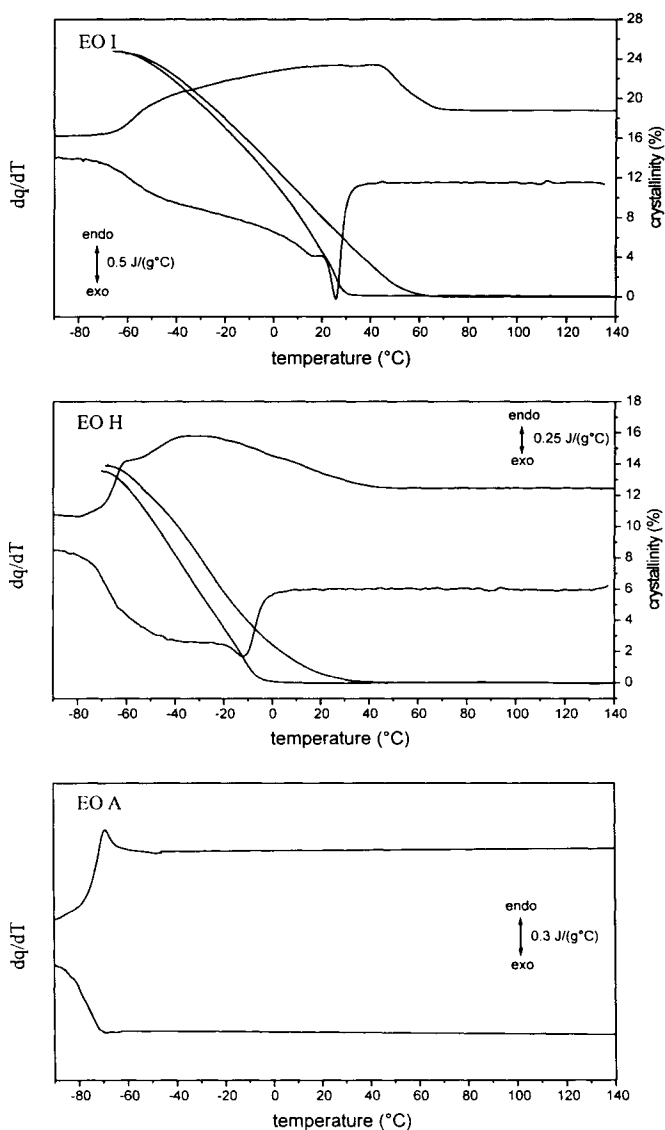 EO I
dq/dT
endo
0.5 J/(g°C)
exo
28
24
20
16
12
8
4
0
crystallinity (%)
-80 -60 -40 -20 0 20 40 60 80 100 120 140
temperature (°C)
EO H
dq/dT
endo
0.25 J/(g°C)
exo
18
16
14
12
10
8
6
4
2
0
crystallinity (%)
-80 -60 -40 -20 0 20 40 60 80 100 120 140
temperature (°C)
EO A
dq/dT
endo
0.3 J/(g°C)
exo
-80 -60 -40 -20 0 20 40 60 80 100 120 140
temperature (°C)